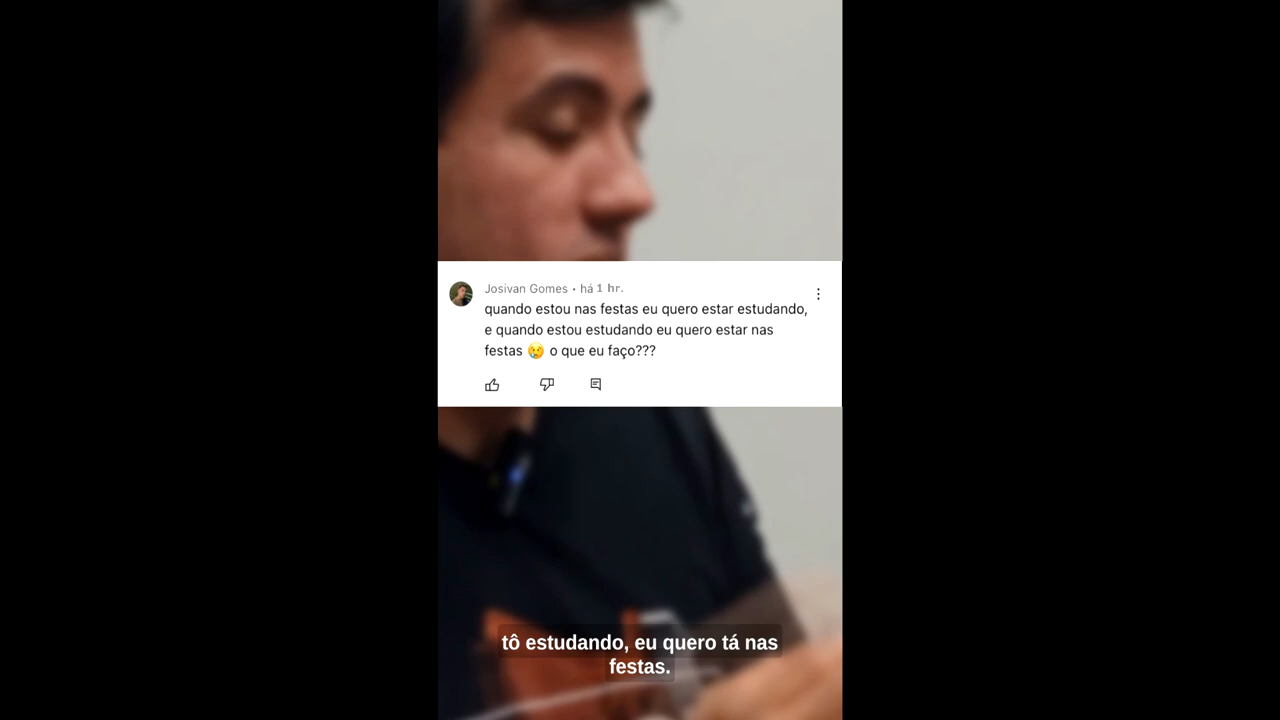 Josivan Gomes • há 1 hr.
quando estou nas festas eu quero estar estudando,
e quando estou estudando eu quero estar nas
festas 😢 o que eu faço???
tô estudando, eu quero tá nas
festas.